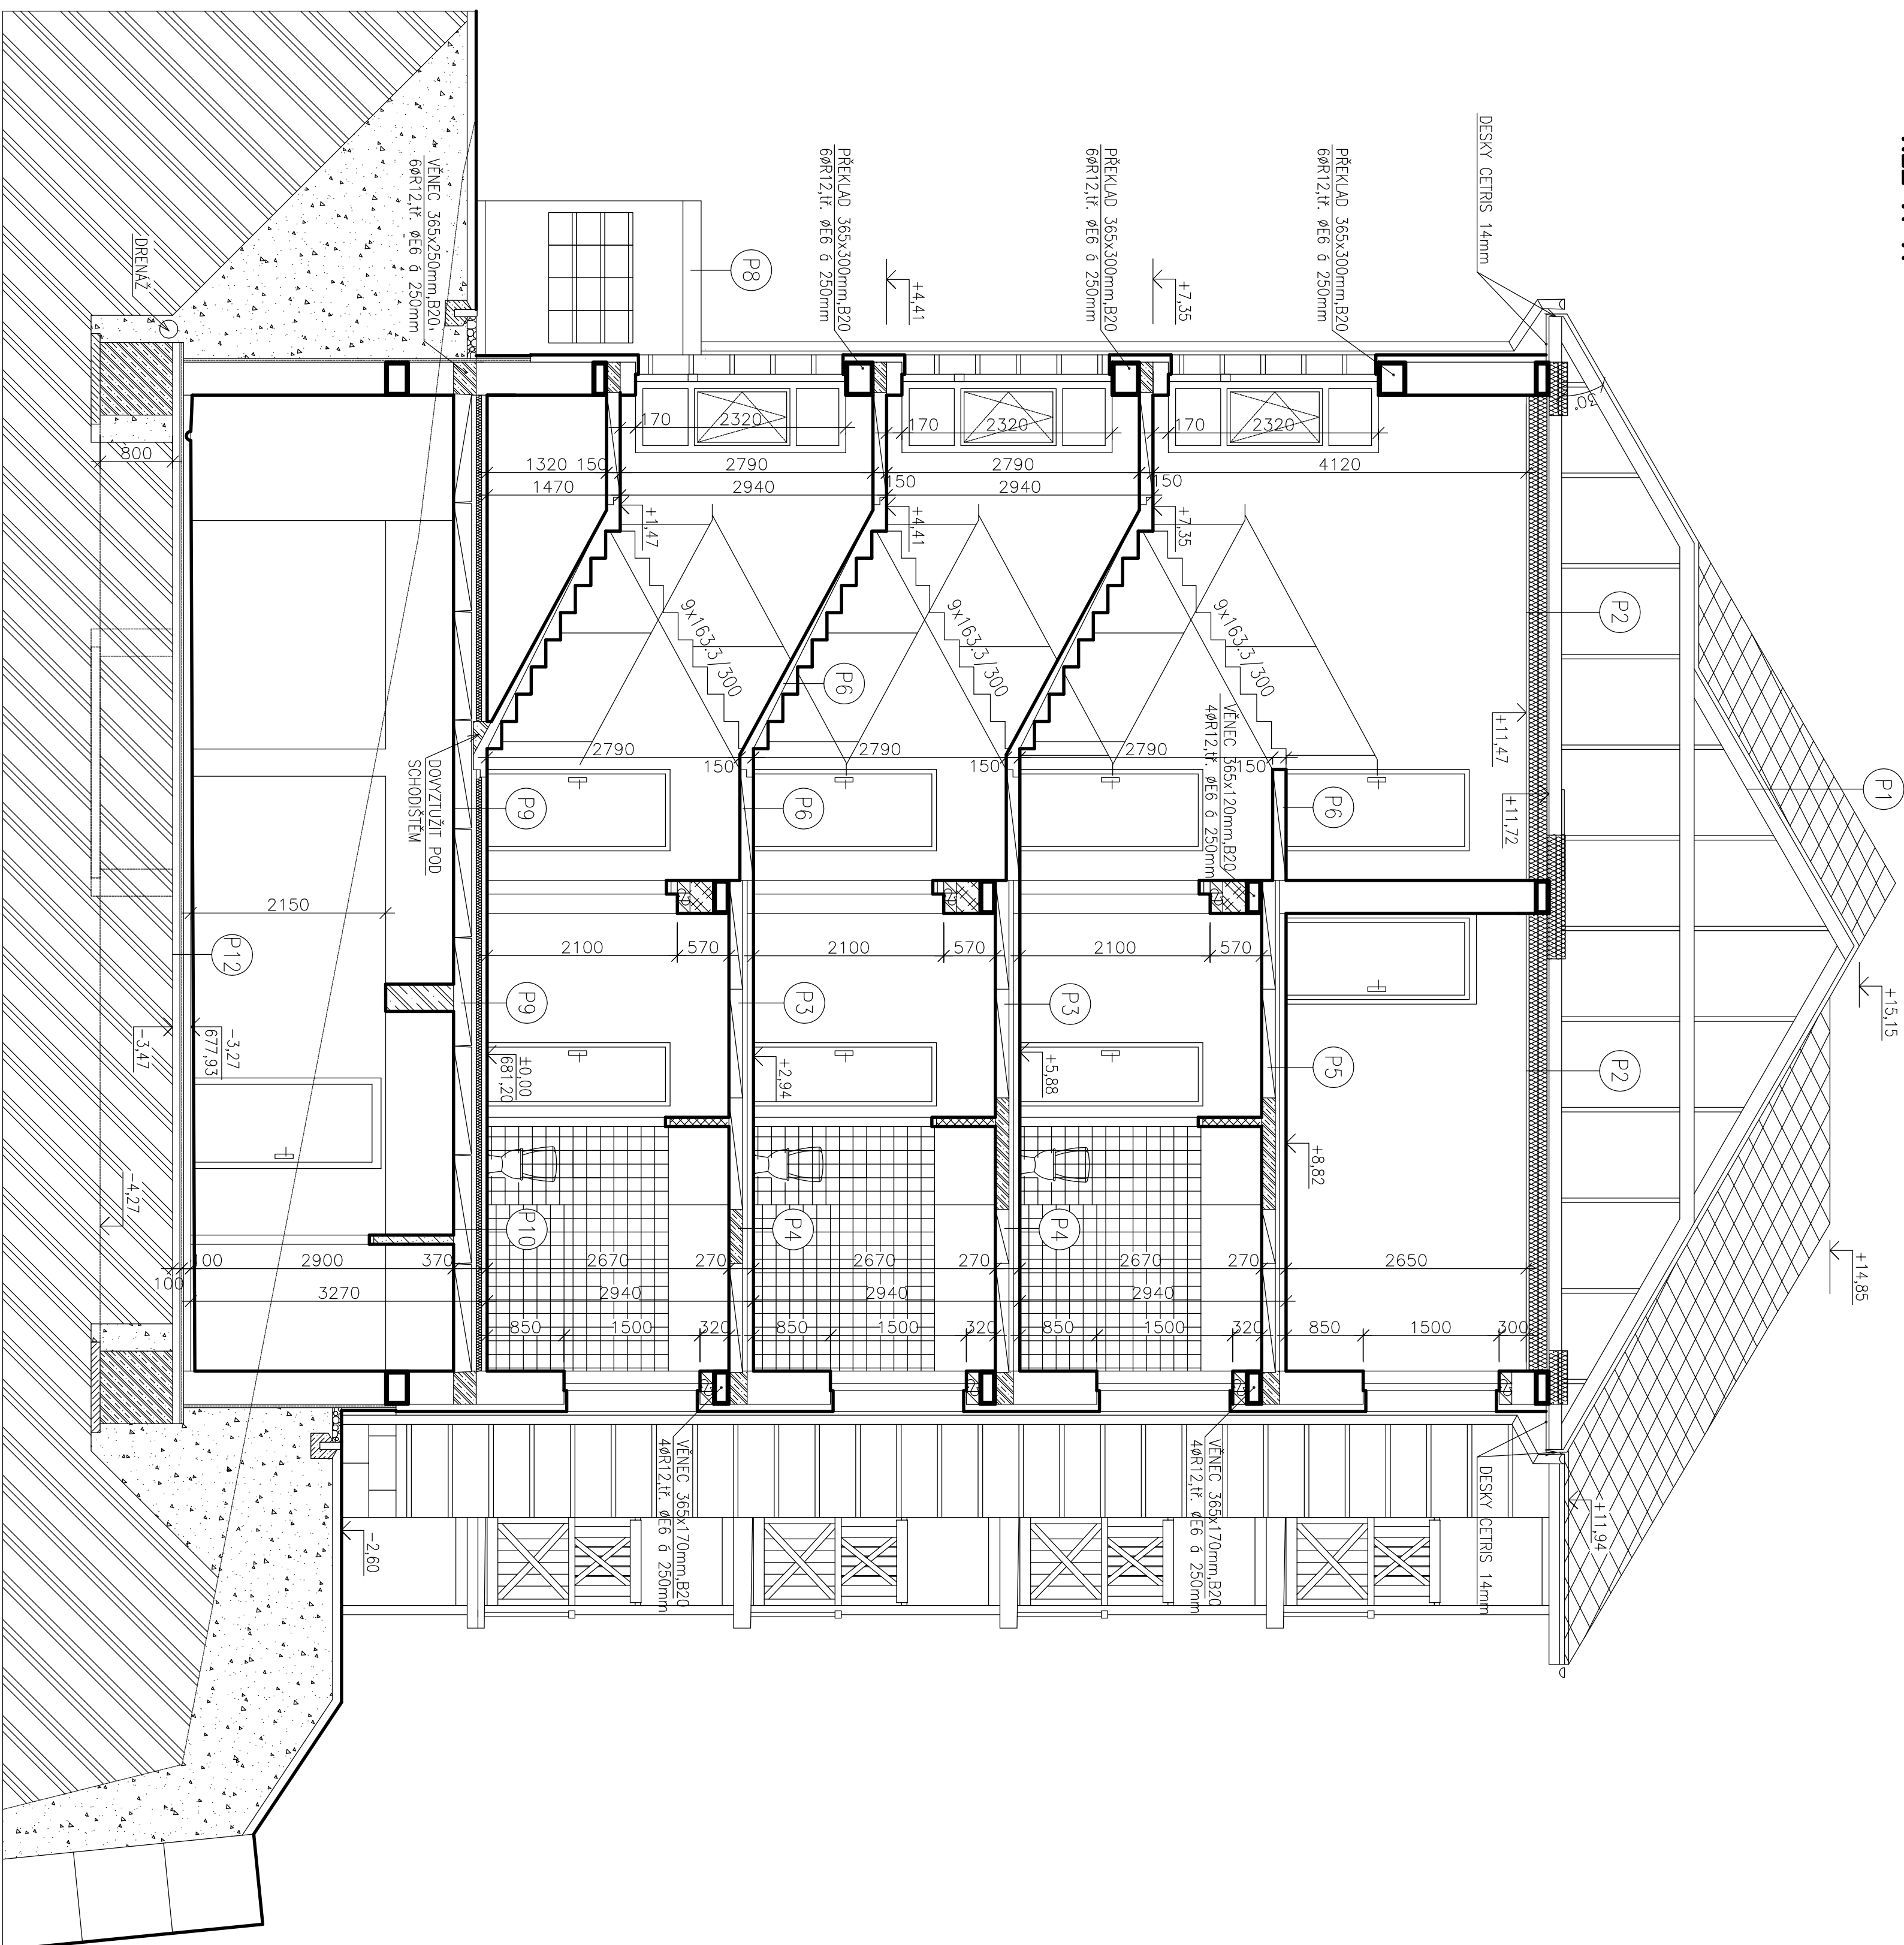 DESKY CETRIS 14mm
PŘEKLAD 365x300mm,B20
6øR12,tř. øE6 á 250mm
PŘEKLAD 365x300mm,B20
6øR12,tř. øE6 á 250mm
PŘEKLAD 365x300mm,B20
6øR12,tř. øE6 á 250mm
VĚNEC 365x250mm,B20,
6øR12,tř. øE6 á 250mm
DRENÁŽ
P1
P2
P2
+15,15
+14,85
+11,94
+11,47
+11,72
30°
DESKY CETRIS 14mm
+7,35
+4,41
P8
170
2320
170
2320
170
2320
1320
150
2790
150
2790
150
4120
1470
2940
2940
+1,47
+4,41
+7,35
9x163,3/300
9x163,3/300
9x163,3/300
P6
VĚNEC 365x120mm,B20
4øR12,tř. øE6 á 250mm
2790
150
2790
150
2790
150
P9
P6
P6
DOVYZTUŽIT POD
SCHODIŠTĚM
2100
570
2100
570
2100
570
P9
P3
P3
P5
±0,00
681,20
+2,94
+5,88
+8,82
P10
P4
P4
800
2150
P12
-3,27
677,93
-3,47
-4,27
100
100
2900
370
2670
270
2670
270
2670
270
2650
3270
2940
2940
2940
850
1500
320
850
1500
320
850
1500
320
850
1500
300
VĚNEC 365x170mm,B20
4øR12,tř. øE6 á 250mm
VĚNEC 365x170mm,B20
4øR12,tř. øE6 á 250mm
-2,60